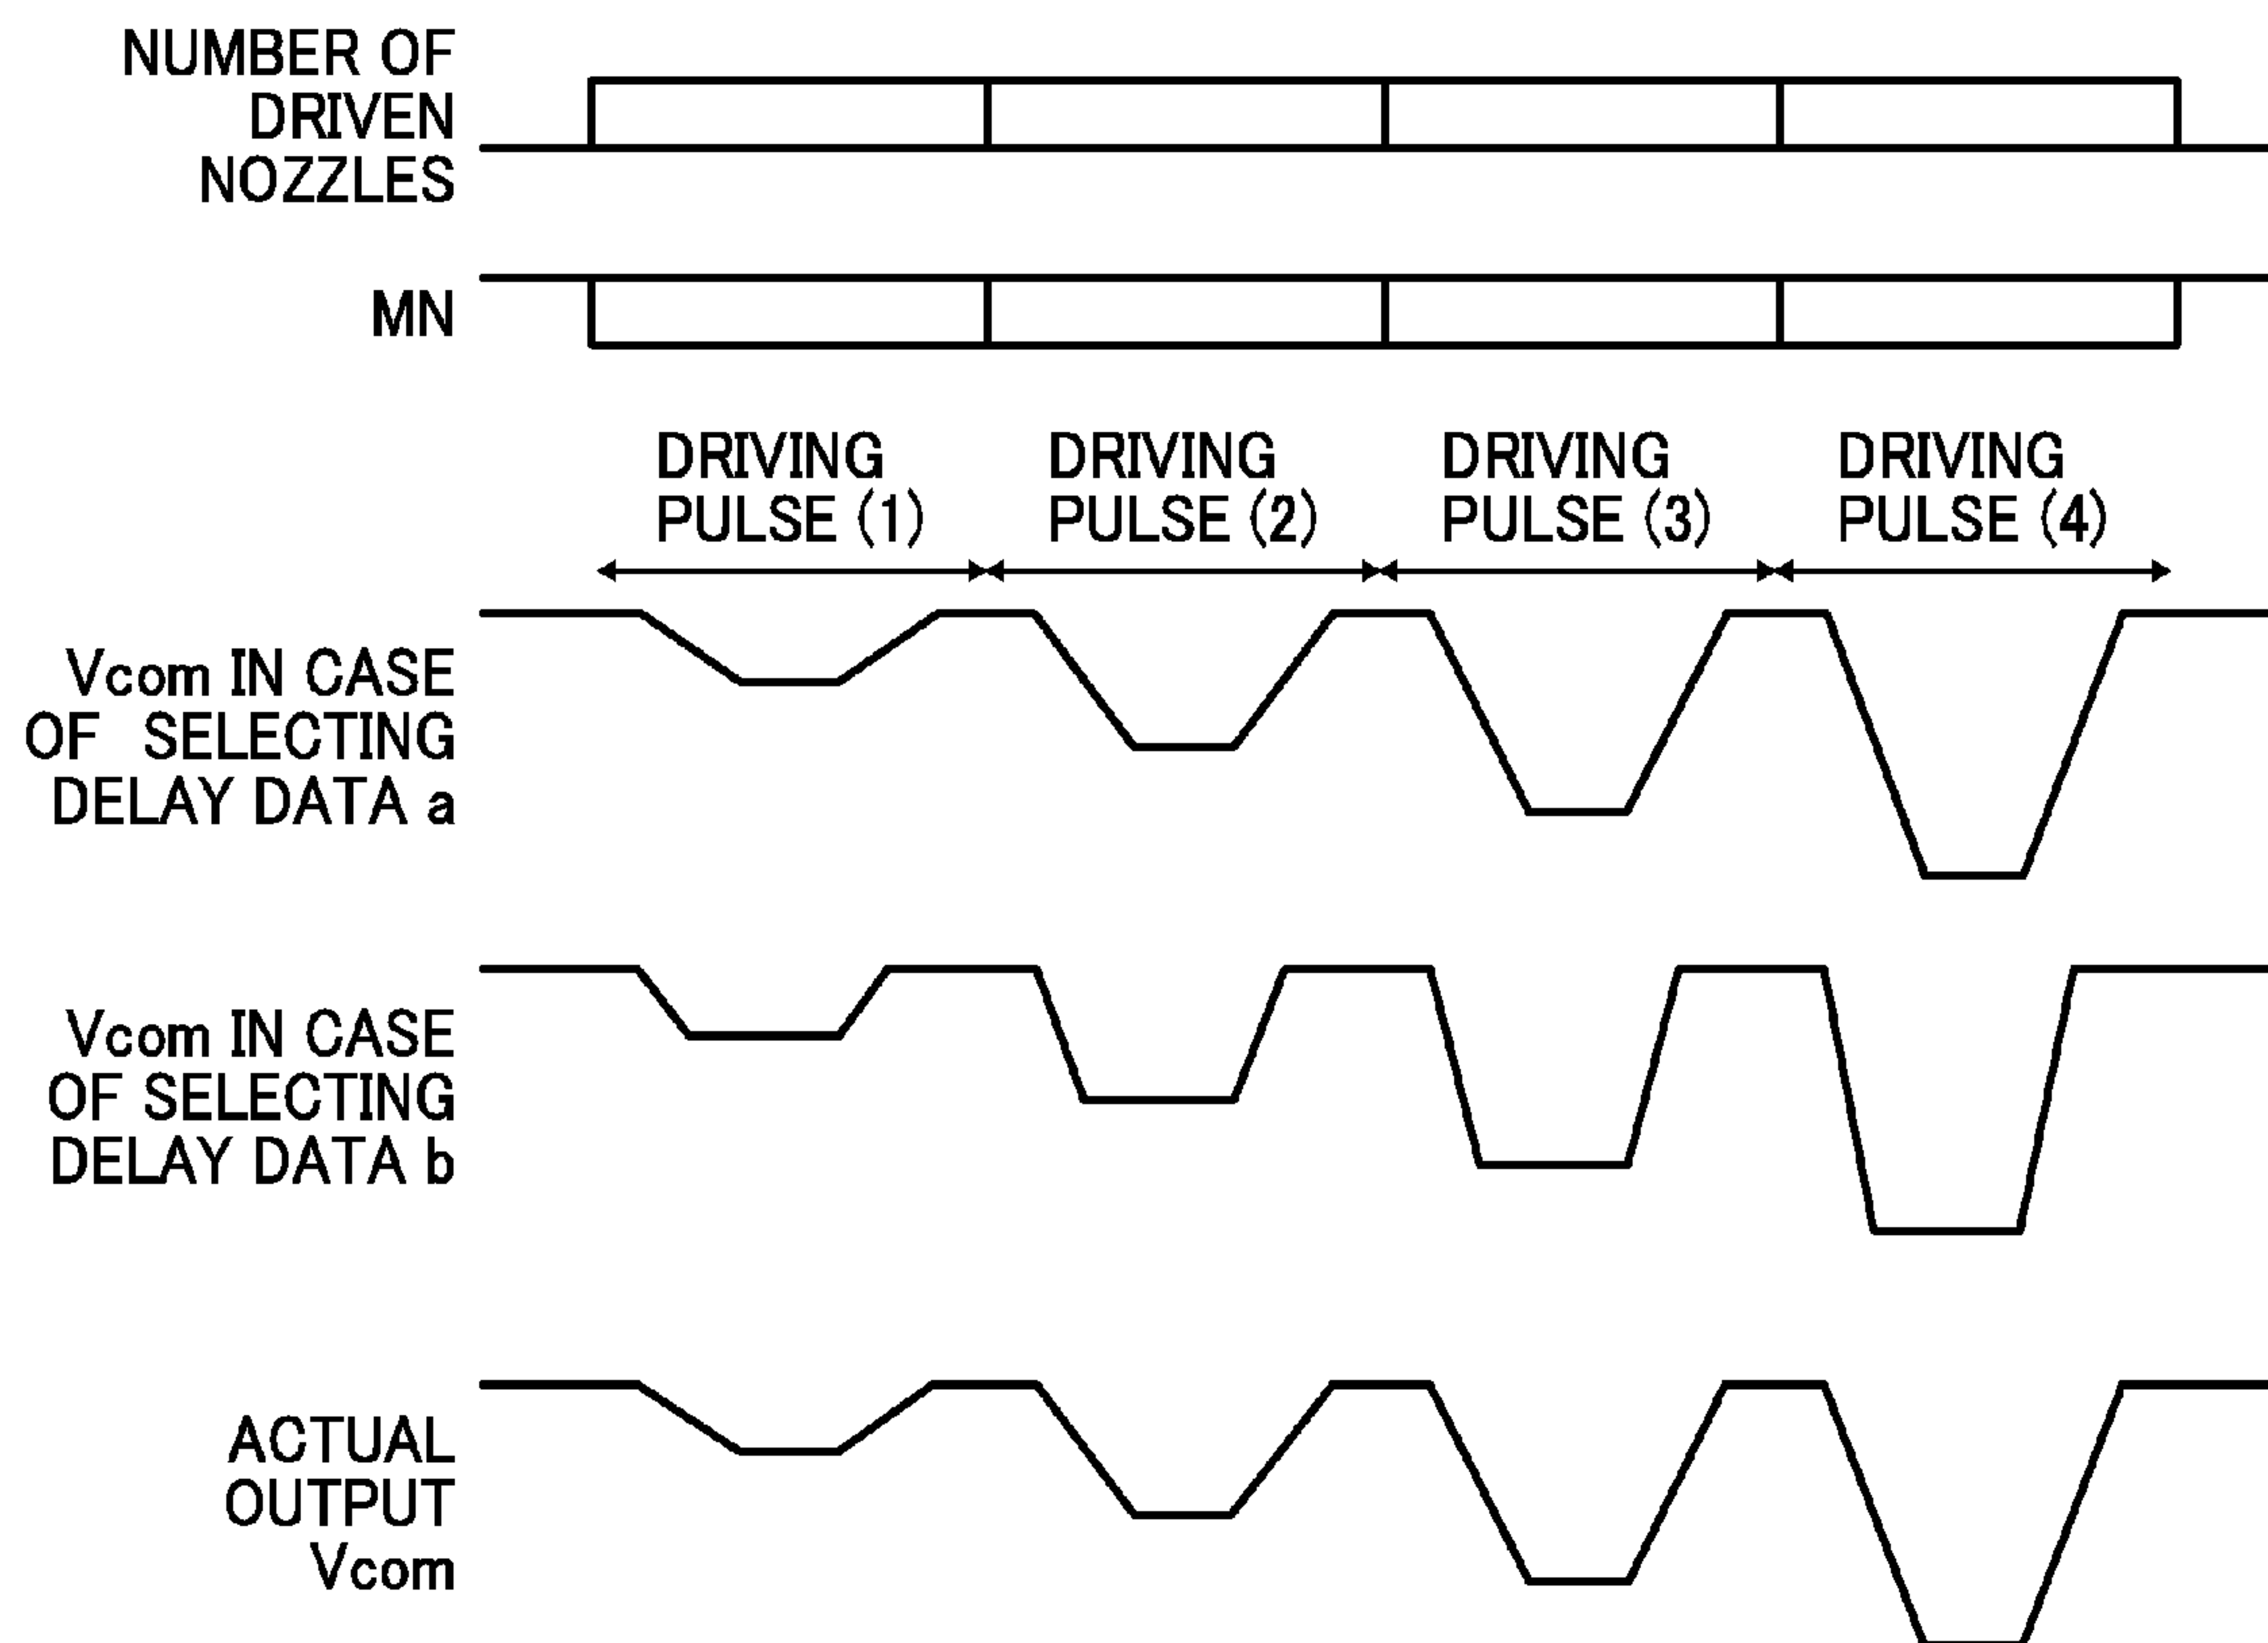 NUMBER OF
DRIVEN
NOZZLES
MN
DRIVING
PULSE (1)
DRIVING
PULSE (2)
DRIVING
PULSE (3)
DRIVING
PULSE (4)
Vcom IN CASE
OF SELECTING
DELAY DATA a
Vcom IN CASE
OF SELECTING
DELAY DATA b
ACTUAL
OUTPUT
Vcom